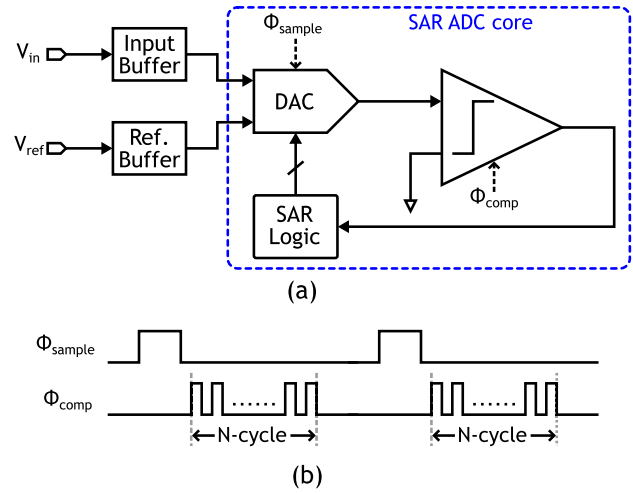 SAR ADC core
Φsample
Vin
Input
Buffer
DAC
Vref
Ref.
Buffer
Φcomp
SAR
Logic
(a)
Φsample
Φcomp
N-cycle
N-cycle
(b)